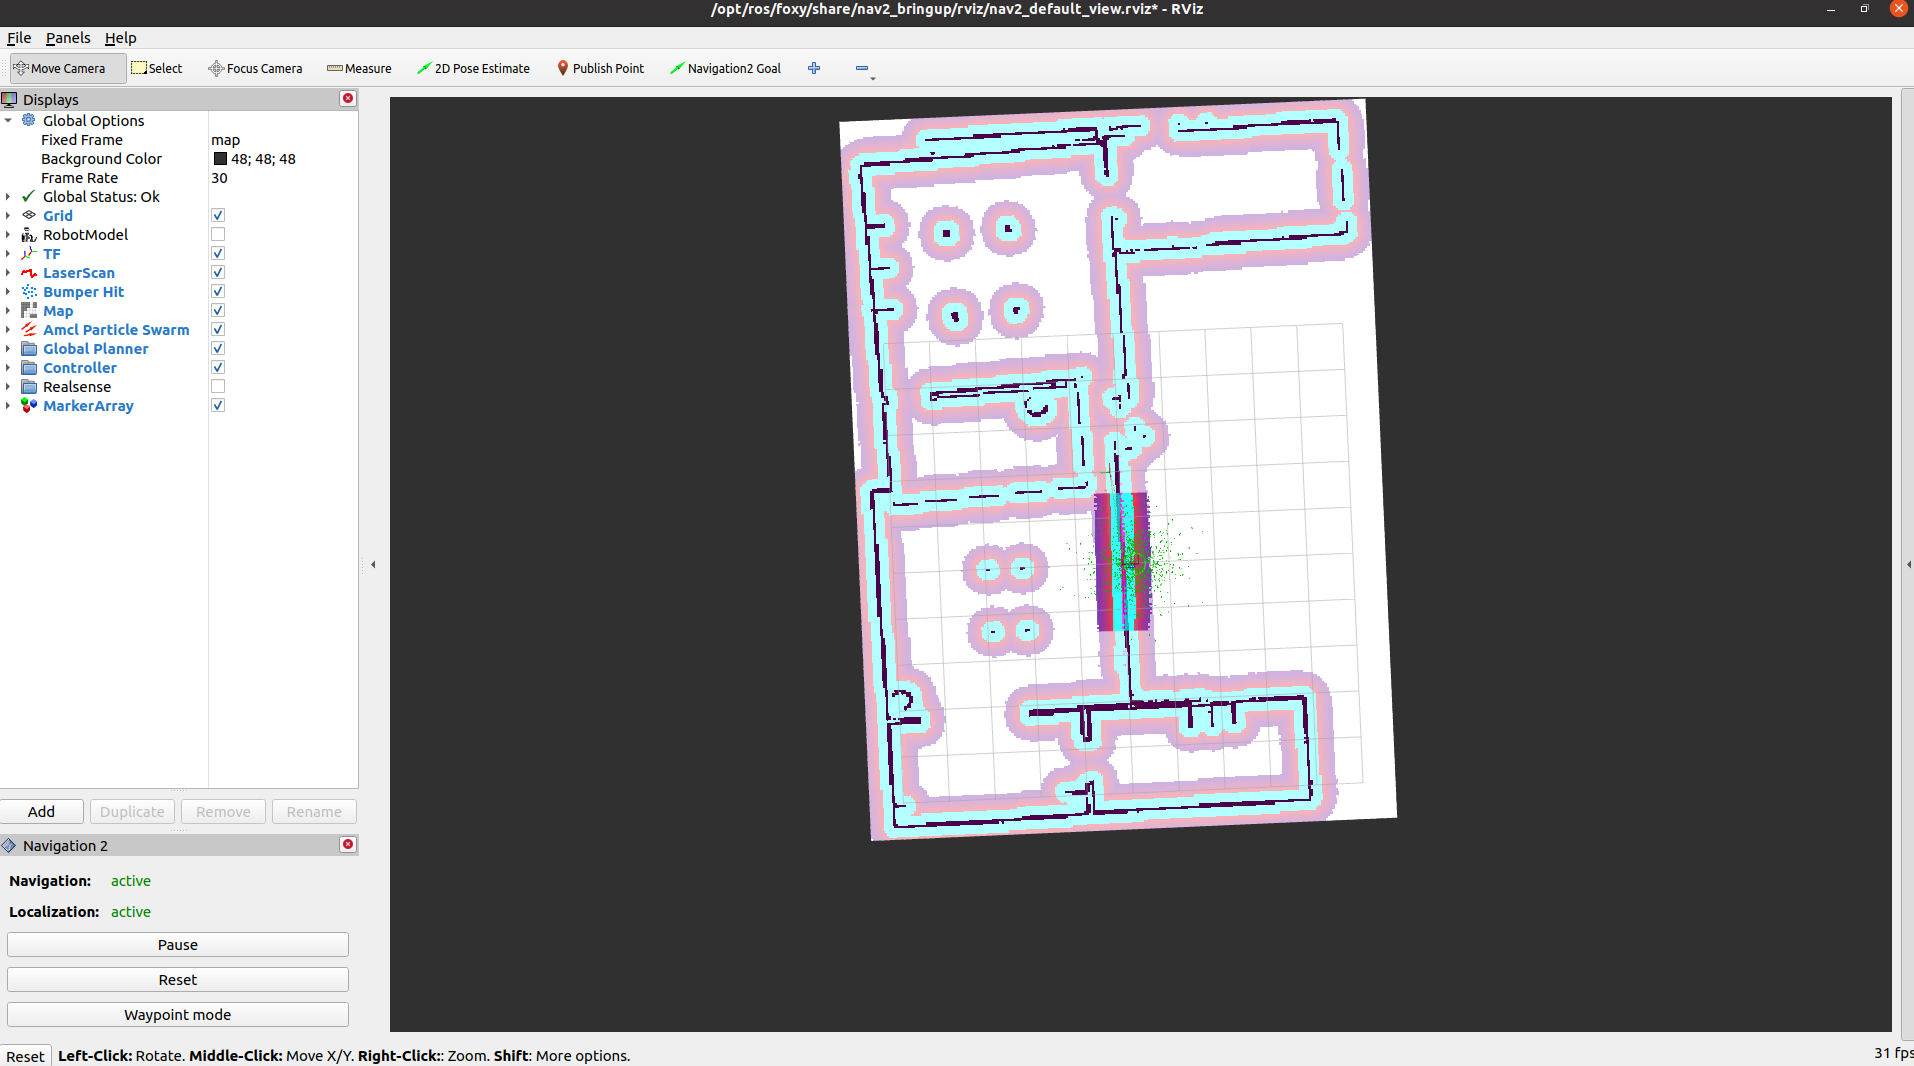 /opt/ros/foxy/share/nav2_bringup/rviz/nav2_default_view.rviz* - RViz
File Panels Help
Move Camera Select Focus Camera Measure 2D Pose Estimate Publish Point Navigation2 Goal
Displays
Global Options
Fixed Frame map
Background Color 48; 48; 48
Frame Rate 30
Global Status: Ok
Grid
RobotModel
TF
LaserScan
Bumper Hit
Map
Amcl Particle Swarm
Global Planner
Controller
Realsense
MarkerArray
Add Duplicate Remove Rename
Navigation 2
Navigation: active
Localization: active
Pause
Reset
Waypoint mode
Reset Left-Click: Rotate. Middle-Click: Move X/Y. Right-Click:: Zoom. Shift: More options. 31 fps